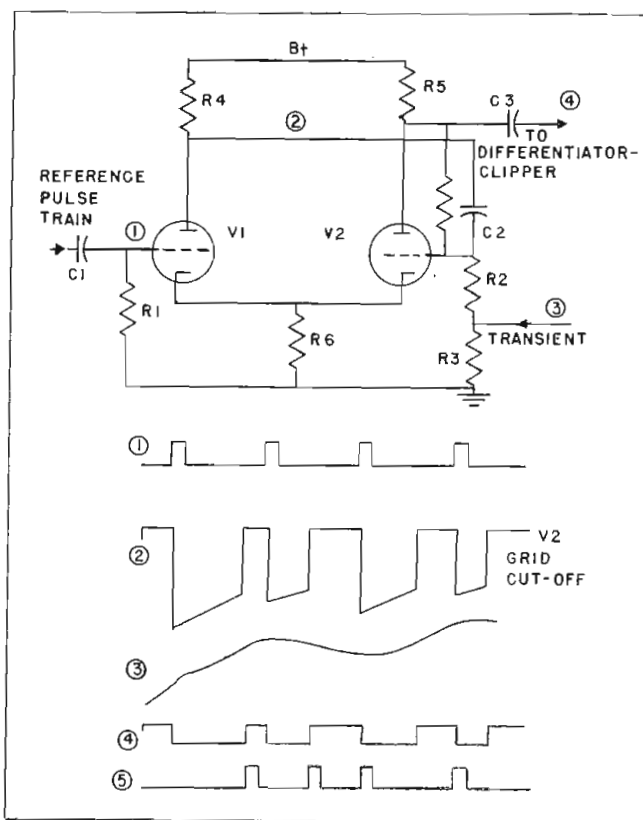 B+
R4
R5
C3
④
②
TO
DIFFERENTIATOR-
CLIPPER
REFERENCE
PULSE
TRAIN
①
V1
V2
C2
C1
R1
R2
③
R6
TRANSIENT
R3
①
②
V2
GRID
CUT-OFF
③
④
⑤